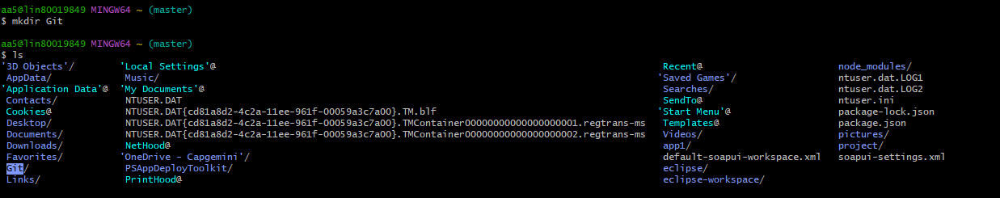 aa5@lin80019849 MINGW64 ~ (master)
$ mkdir Git
aa5@lin80019849 MINGW64 ~ (master)
$ ls
'3D Objects'/ 'Local Settings'@ Recent@ node_modules/
AppData/ Music/ 'Saved Games'/ ntuser.dat.LOG1
'Application Data'@ 'My Documents'@ Searches/ ntuser.dat.LOG2
Contacts/ NTUSER.DAT SendTo@ ntuser.ini
Cookies@ NTUSER.DAT{cd81a8d2-4c2a-11ee-961f-00059a3c7a00}.TM.blf 'Start Menu'@ package-lock.json
Desktop/ NTUSER.DAT{cd81a8d2-4c2a-11ee-961f-00059a3c7a00}.TMContainer00000000000000000001.regtrans-ms Templates@ package.json
Documents/ NTUSER.DAT{cd81a8d2-4c2a-11ee-961f-00059a3c7a00}.TMContainer00000000000000000002.regtrans-ms Videos/ pictures/
Downloads/ NetHood@ app1/ project/
Favorites/ 'OneDrive - Capgemini'/ default-soapui-workspace.xml soapui-settings.xml
Git/ PSAppDeployToolkit/ eclipse/
Links/ PrintHood@ eclipse-workspace/